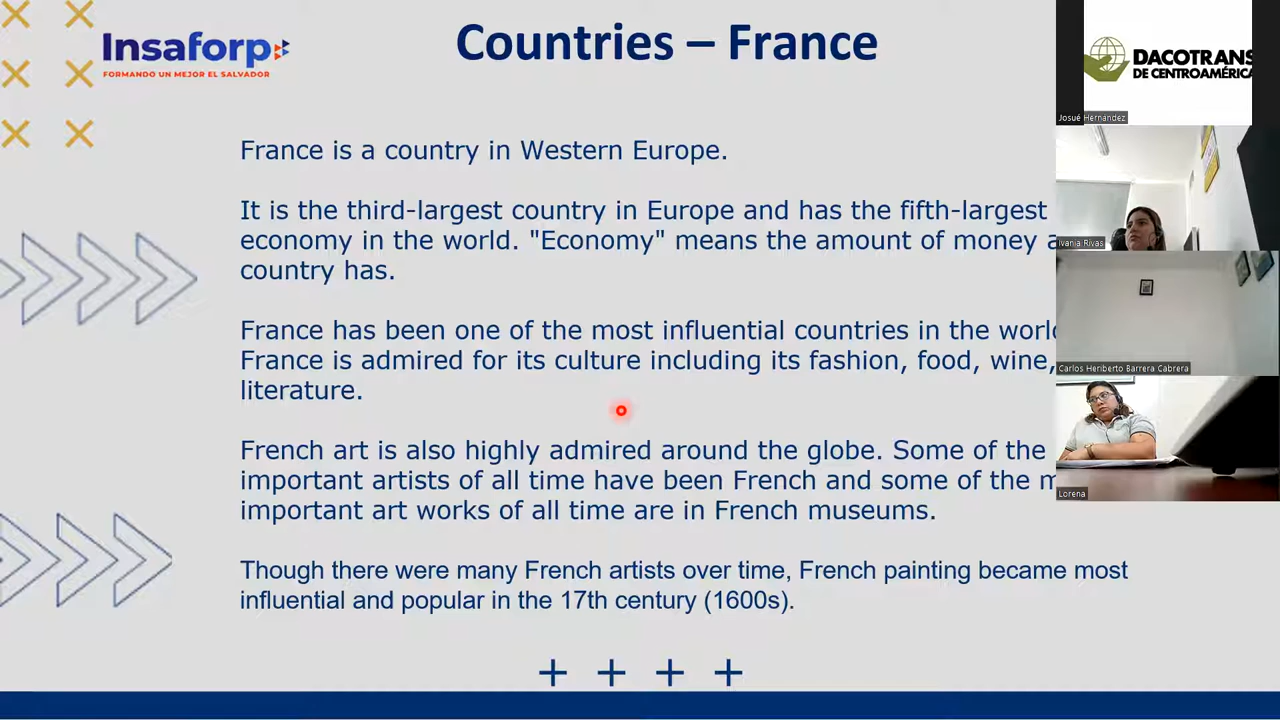 Insaforp
FORMANDO UN MEJOR EL SALVADOR
Countries – France
DACOTRANS
DE CENTROAMÉRICA
Josué Hernández
France is a country in Western Europe.
It is the third-largest country in Europe and has the fifth-largest
economy in the world. "Economy" means the amount of money a
country has.
Ivania Rivas
France has been one of the most influential countries in the world
France is admired for its culture including its fashion, food, wine,
literature.
Carlos Heriberto Barrera Cabrera
French art is also highly admired around the globe. Some of the
important artists of all time have been French and some of the m
important art works of all time are in French museums.
Lorena
Though there were many French artists over time, French painting became most
influential and popular in the 17th century (1600s).